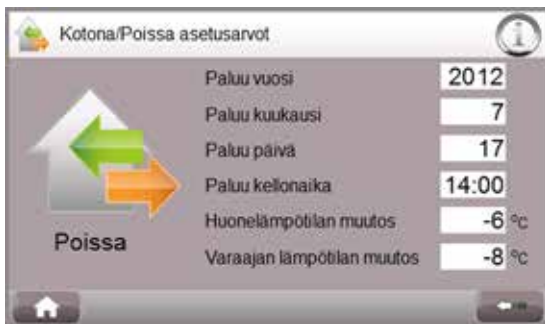 Kotona/Poissa asetusarvot
Paluu vuosi 2012
Paluu kuukausi 7
Paluu päivä 17
Paluu kellonaika 14:00
Huonelämpötilan muutos -6 °C
Varaajan lämpötilan muutos -8 °C
Poissa